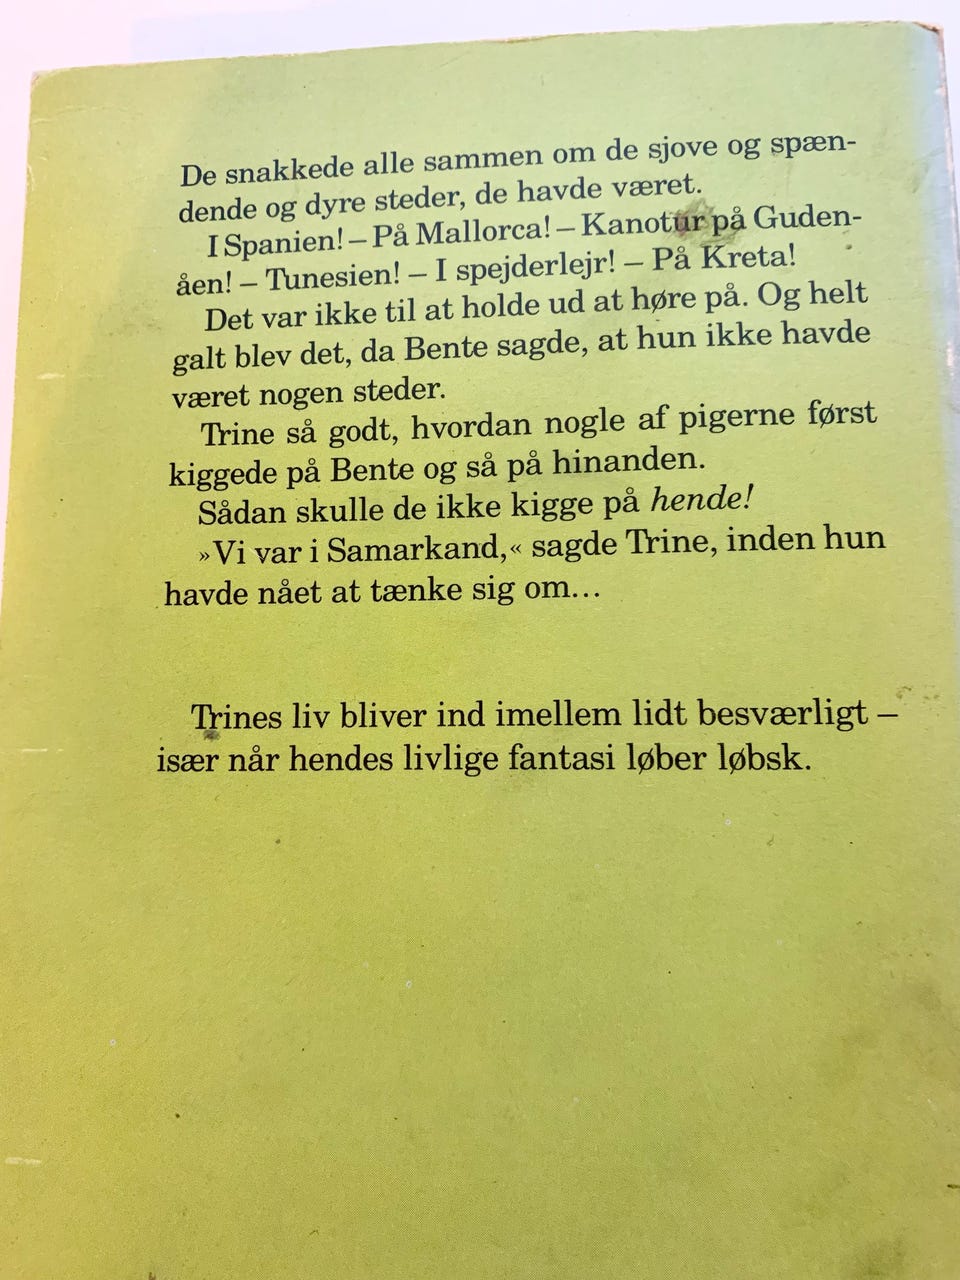 De snakkede alle sammen om de sjove og spæn-
dende og dyre steder, de havde været.
I Spanien! – På Mallorca! – Kanotur på Guden-
åen! – Tunesien! – I spejderlejr! – På Kreta!
Det var ikke til at holde ud at høre på. Og helt
galt blev det, da Bente sagde, at hun ikke havde
været nogen steder.
Trine så godt, hvordan nogle af pigerne først
kiggede på Bente og så på hinanden.
Sådan skulle de ikke kigge på hende!
»Vi var i Samarkand,« sagde Trine, inden hun
havde nået at tænke sig om...
Trines liv bliver ind imellem lidt besværligt –
især når hendes livlige fantasi løber løbsk.